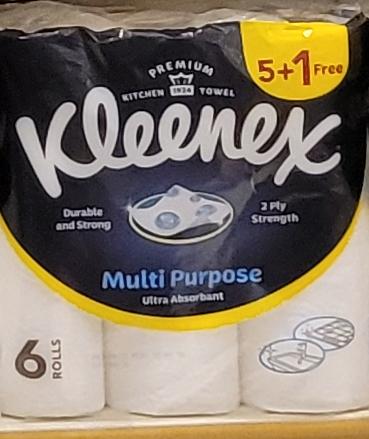 5+1 Free
PREMIUM
KITCHEN 1924 TOWEL
Kleenex
Durable
and Strong
2 Ply
Strength
Multi Purpose
Ultra Absorbant
6 ROLLS